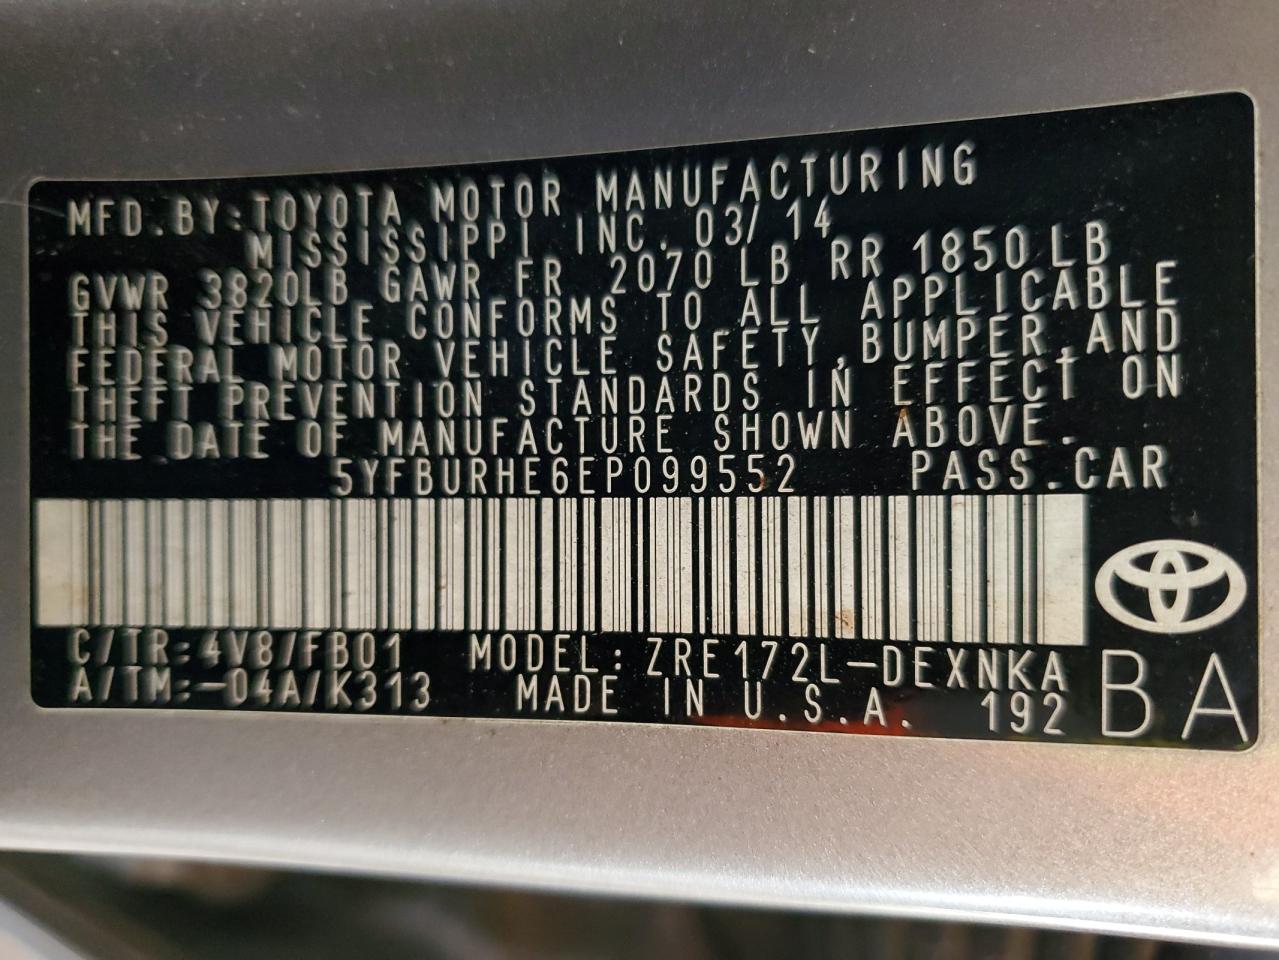 MFD.BY:TOYOTA MOTOR MANUFACTURING
MISSISSIPPI INC. 03/14
GVWR 3820LB GAWR FR 2070 LB RR 1850 LB
THIS VEHICLE CONFORMS TO ALL APPLICABLE
FEDERAL MOTOR VEHICLE SAFETY,BUMPER,AND
THEFT PREVENTION STANDARDS IN EFFECT ON
THE DATE OF MANUFACTURE SHOWN ABOVE.
5YFBURHE6EP099552 PASS.CAR
C/TR:4V8/FB01 MODEL: ZRE172L-DEXNKA
A/TM:-04A/K313 MADE IN U.S.A. 192 BA